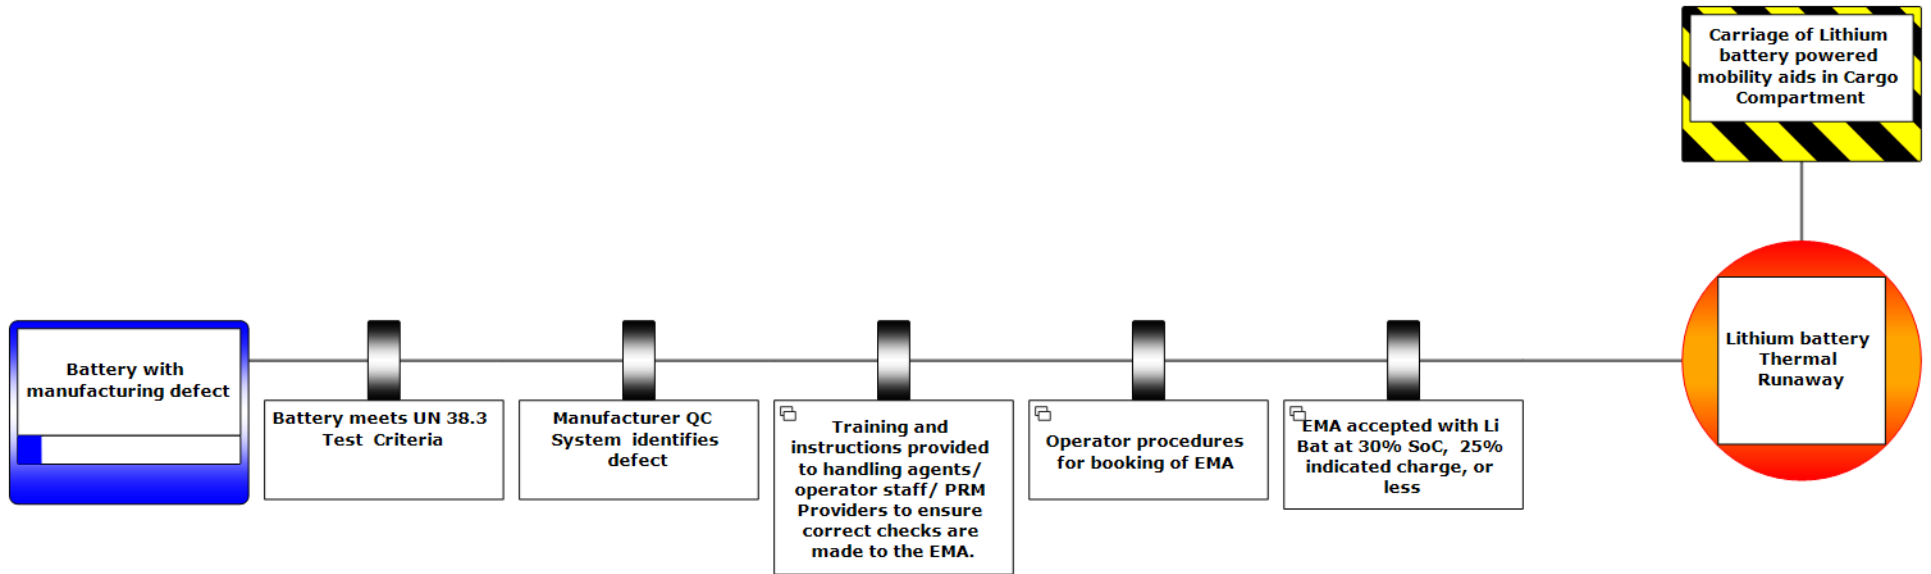 Carriage of Lithium
battery powered
mobility aids in Cargo
Compartment
Battery with
manufacturing defect
Battery meets UN 38.3
Test Criteria
Manufacturer QC
System identifies
defect
Training and
instructions provided
to handling agents/
operator staff/ PRM
Providers to ensure
correct checks are
made to the EMA.
Operator procedures
for booking of EMA
EMA accepted with Li
Bat at 30% SoC, 25%
indicated charge, or
less
Lithium battery
Thermal
Runaway